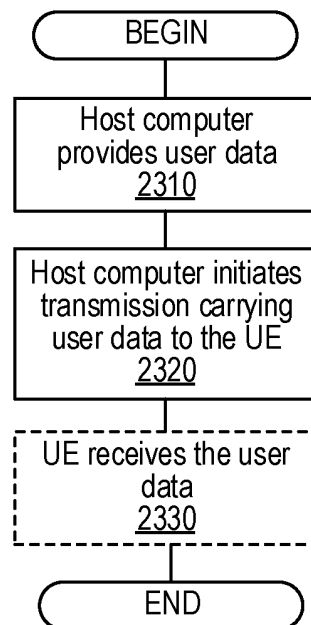 BEGIN
Host computer
provides user data
2310
Host computer initiates
transmission carrying
user data to the UE
2320
UE receives the user
data
2330
END